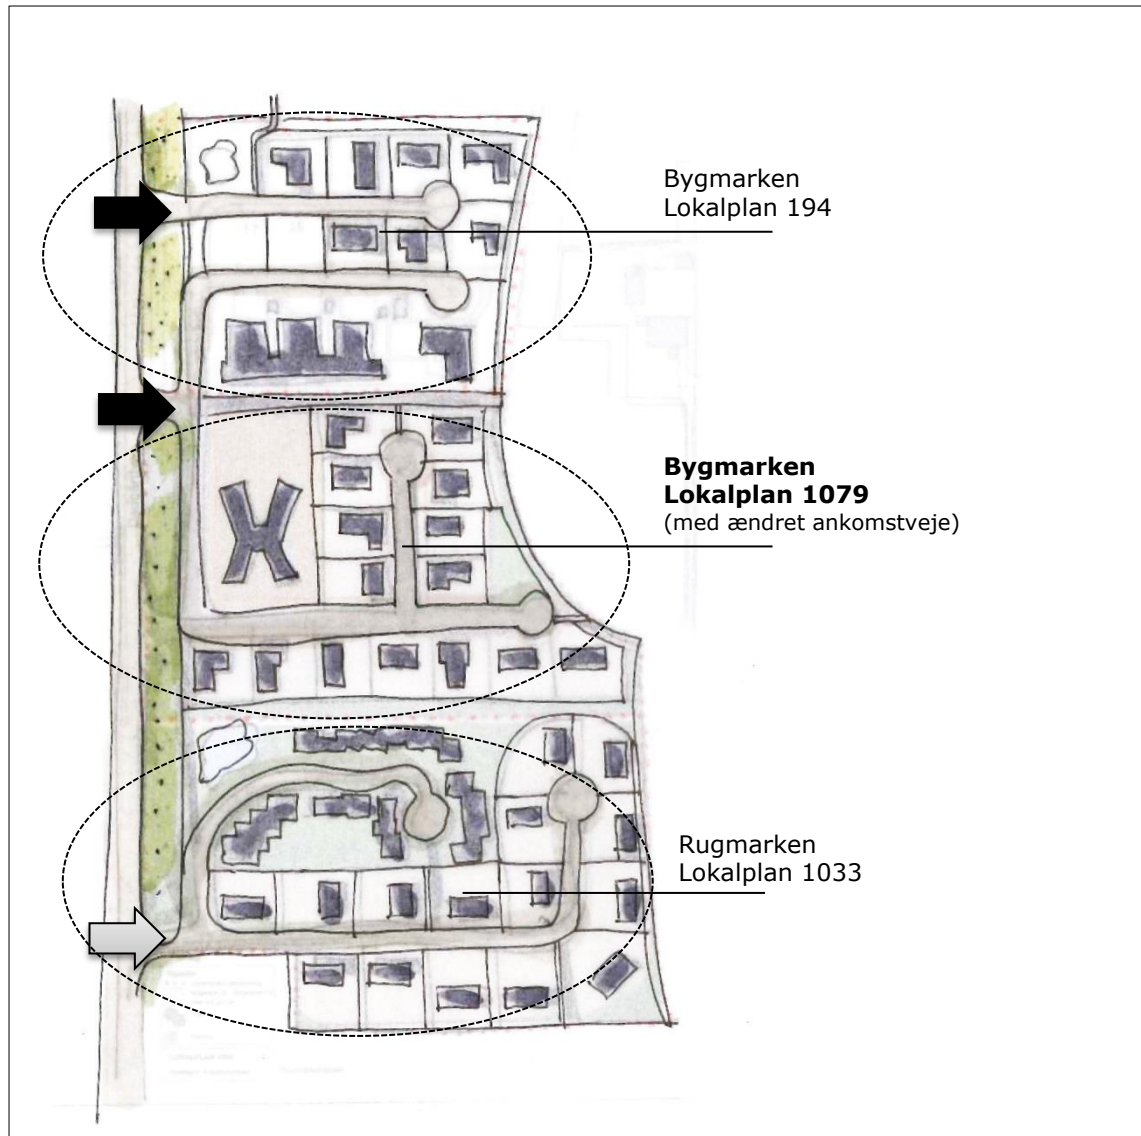 Bygmarken
Lokalplan 194
Bygmarken
Lokalplan 1079
(med ændret ankomstveje)
Rugmarken
Lokalplan 1033